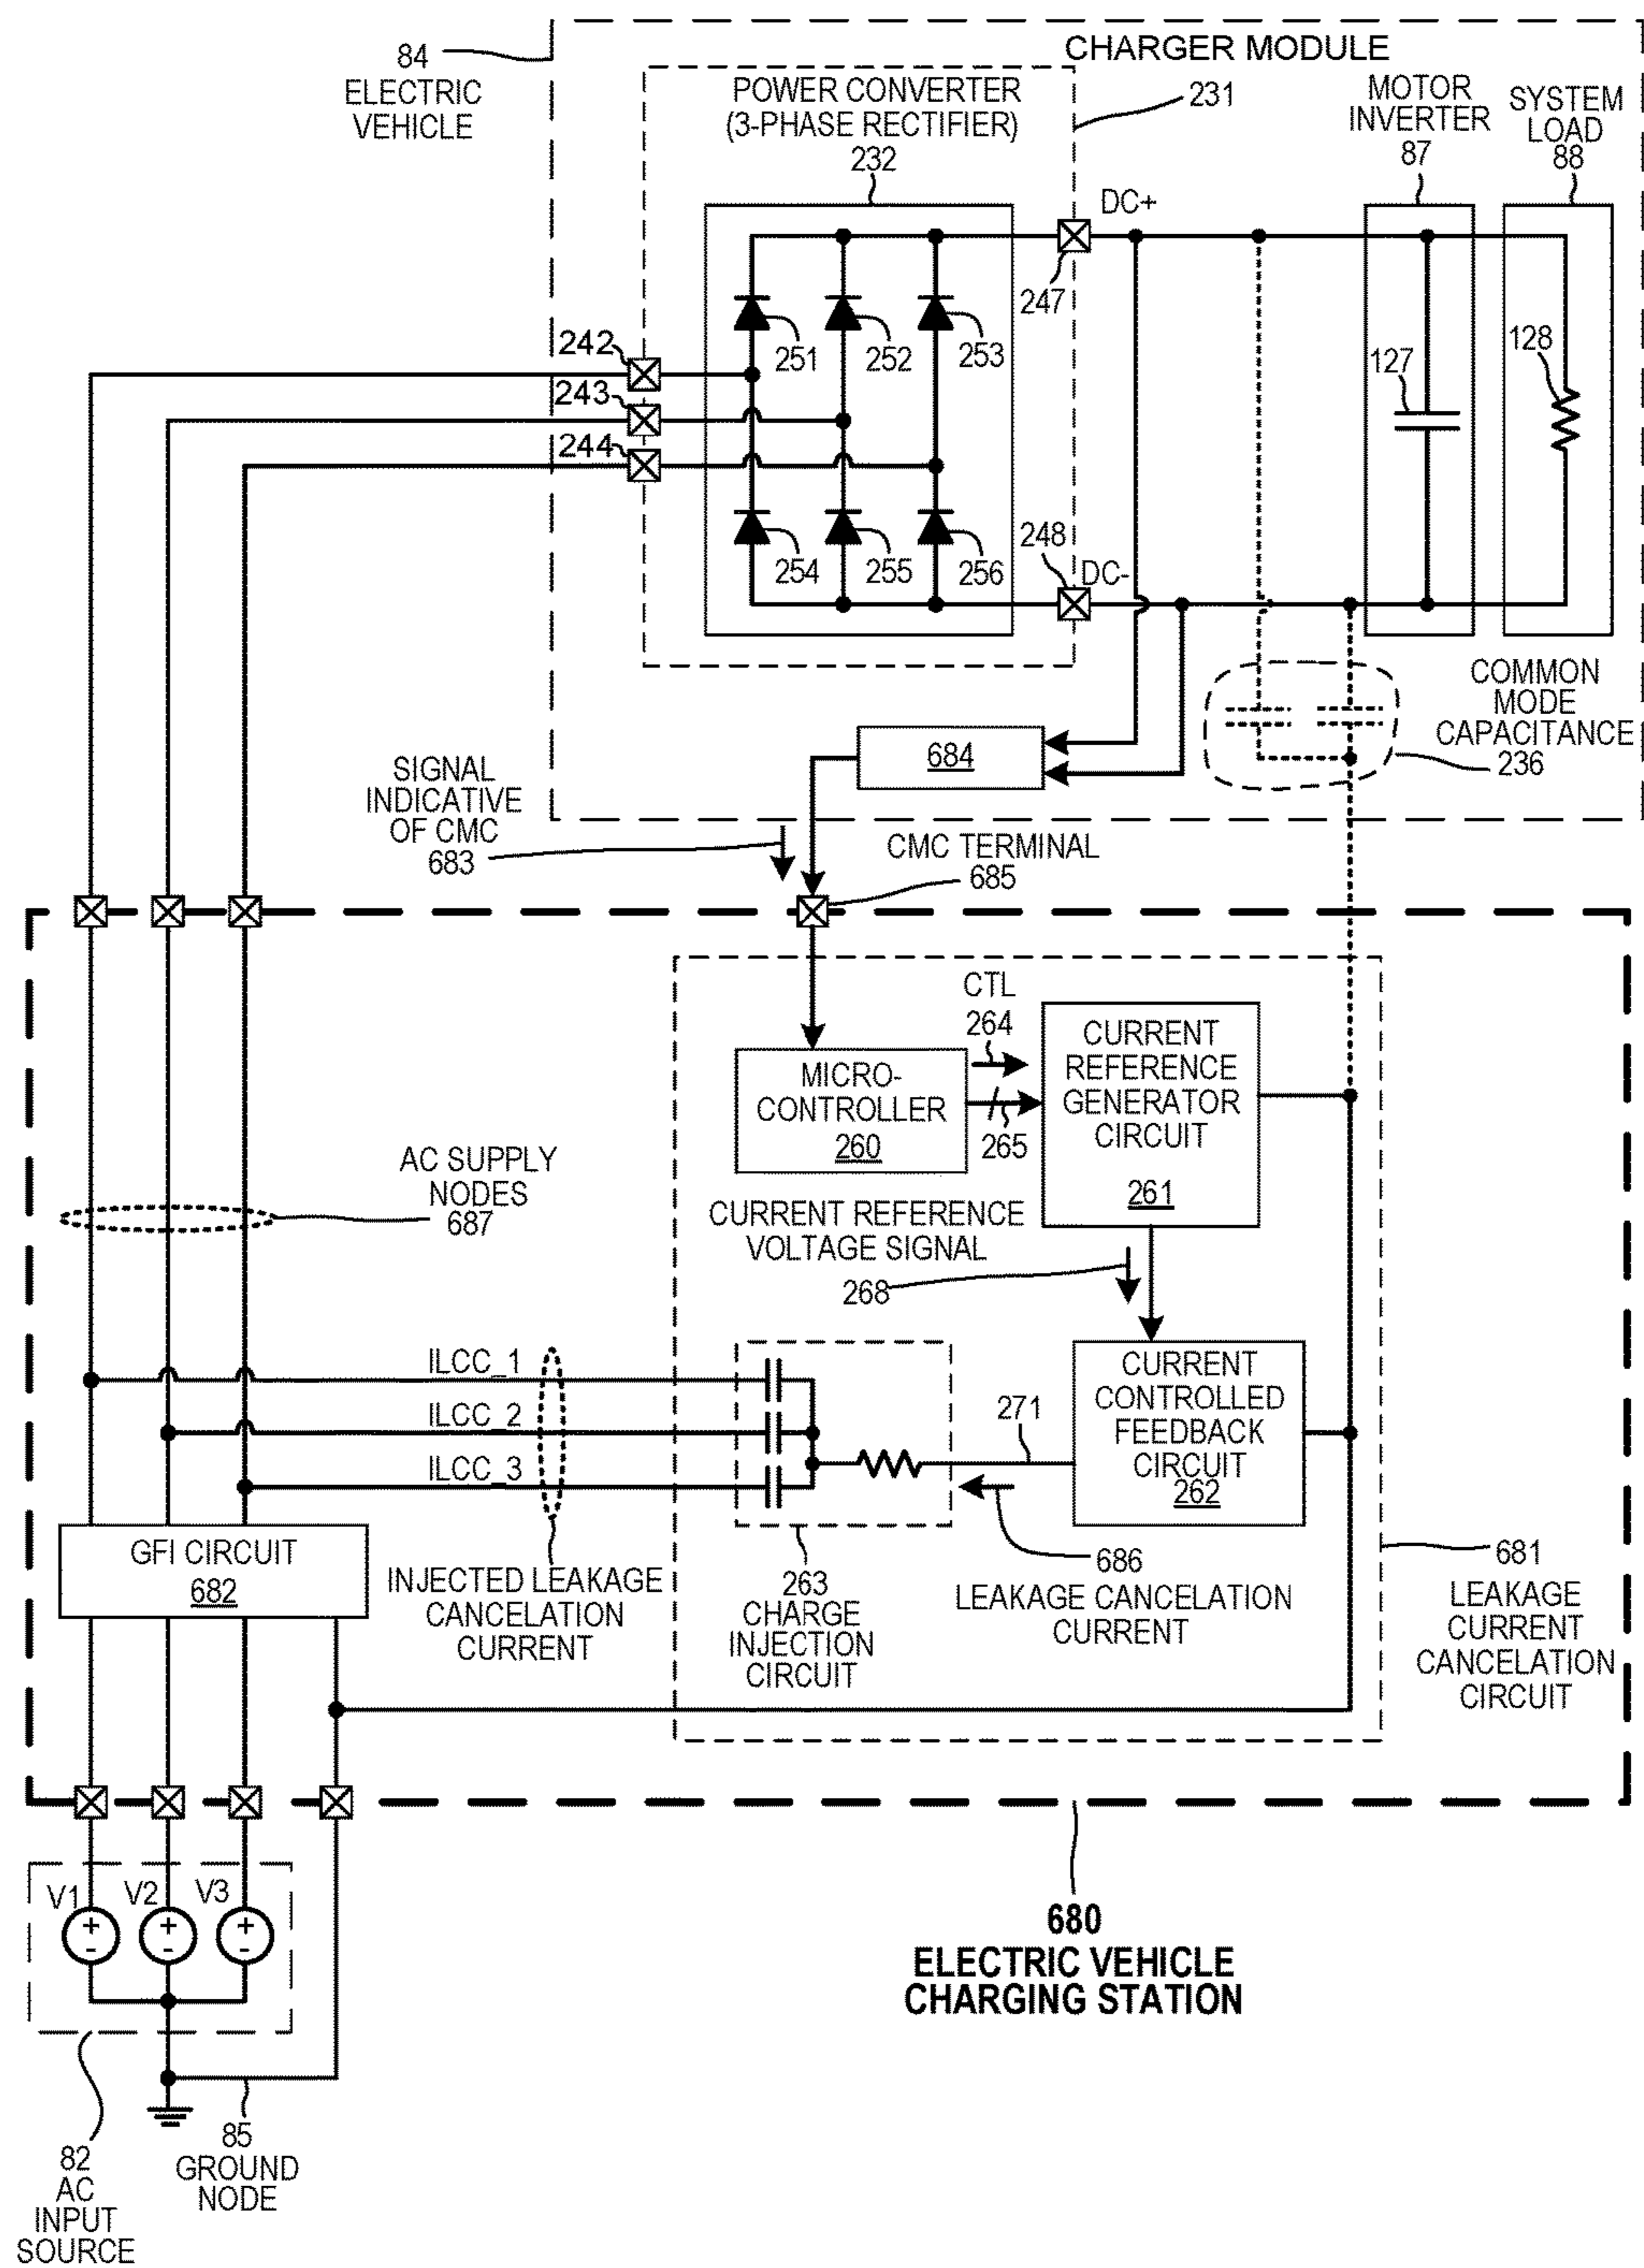 CHARGER MODULE
84
ELECTRIC
VEHICLE
POWER CONVERTER
(3-PHASE RECTIFIER)
232
231
MOTOR
INVERTER
87
SYSTEM
LOAD
88
DC+
247
242
243
244
251
252
253
127
128
254
255
256
248
DC-
COMMON
MODE
CAPACITANCE
236
684
SIGNAL
INDICATIVE
OF CMC
683
CMC TERMINAL
685
CTL
264
MICRO-
CONTROLLER
260
265
CURRENT
REFERENCE
GENERATOR
CIRCUIT
261
AC SUPPLY
NODES
687
CURRENT REFERENCE
VOLTAGE SIGNAL
268
ILCC_1
ILCC_2
ILCC_3
271
CURRENT
CONTROLLED
FEEDBACK
CIRCUIT
262
GFI CIRCUIT
682
INJECTED LEAKAGE
CANCELATION
CURRENT
263
CHARGE
INJECTION
CIRCUIT
686
LEAKAGE CANCELATION
CURRENT
681
LEAKAGE
CURRENT
CANCELATION
CIRCUIT
V1
V2
V3
+
-
+
-
+
-
680
ELECTRIC VEHICLE
CHARGING STATION
85
GROUND
NODE
82
AC
INPUT
SOURCE